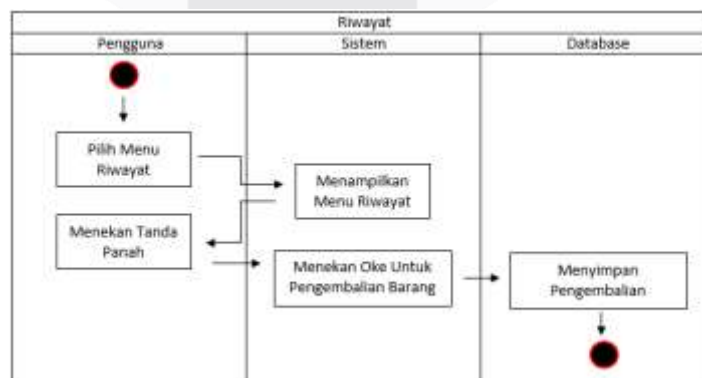 Riwayat
Pengguna
Sistem
Database
Pilih Menu
Riwayat
Menampilkan
Menu Riwayat
Menekan Tanda
Panah
Menekan Oke Untuk
Pengembalian Barang
Menyimpan
Pengembalian